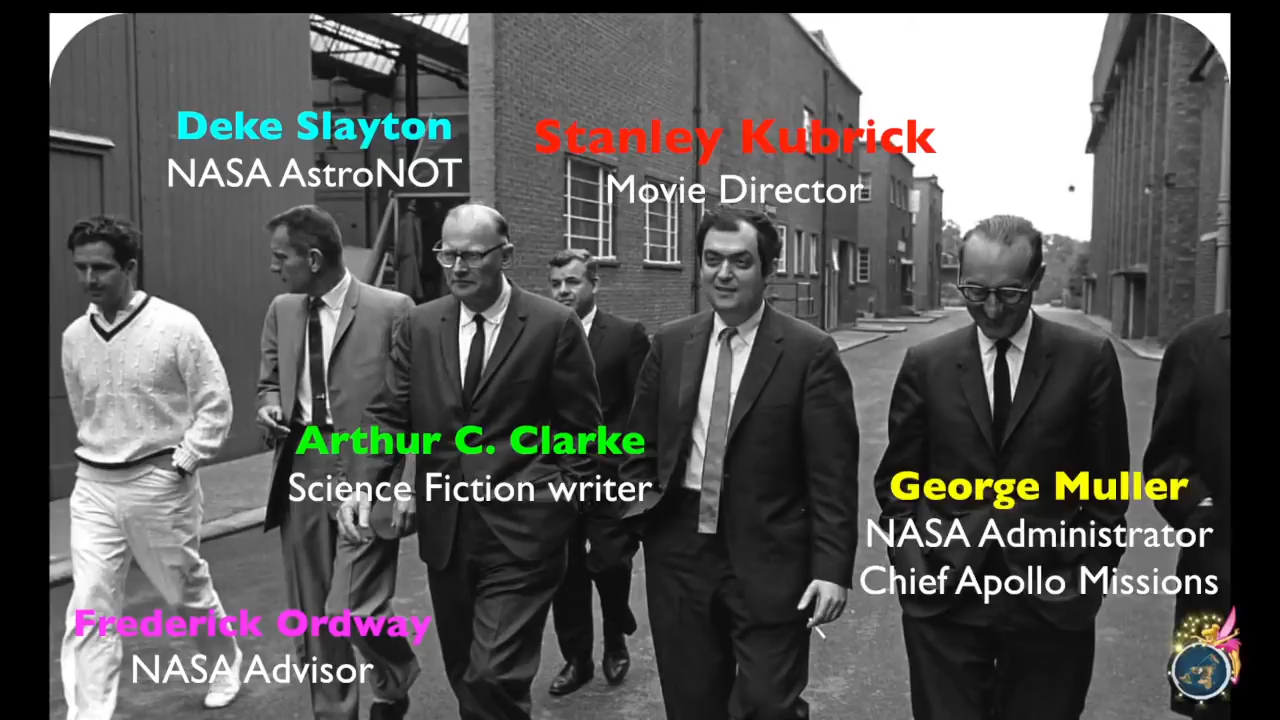 Deke Slayton
NASA AstroNOT
Stanley Kubrick
Movie Director
Arthur C. Clarke
Science Fiction writer
George Muller
NASA Administrator
Chief Apollo Missions
Frederick Ordway
NASA Advisor